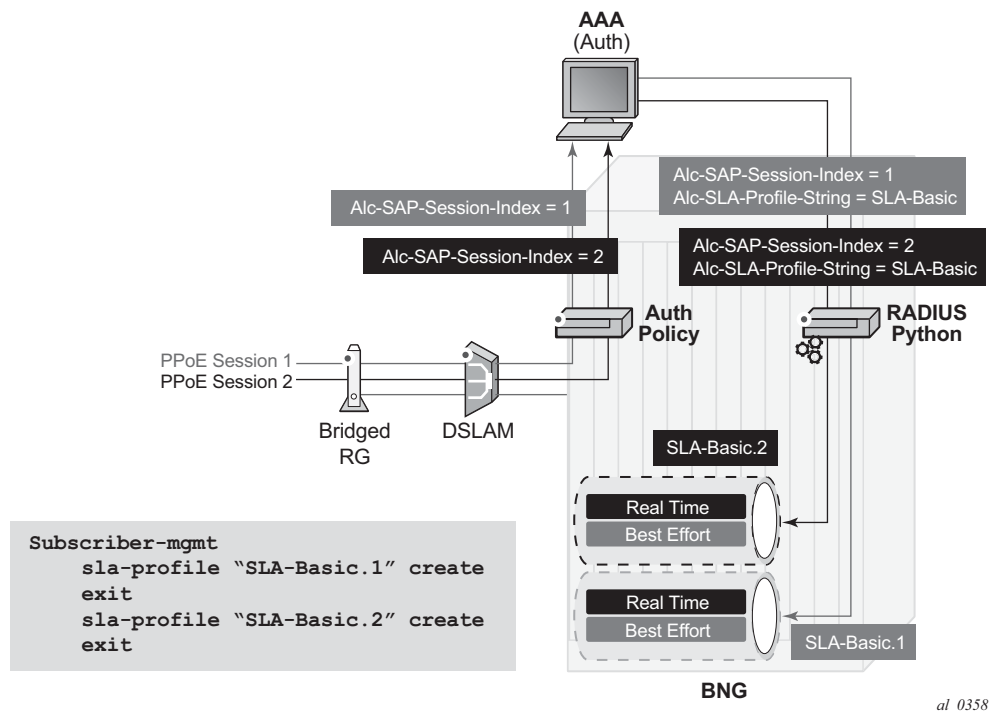 AAA
(Auth)
Alc-SAP-Session-Index = 1
Alc-SLA-Profile-String = SLA-Basic
Alc-SAP-Session-Index = 1
Alc-SAP-Session-Index = 2
Alc-SAP-Session-Index = 2
Alc-SLA-Profile-String = SLA-Basic
Auth
Policy
RADIUS
Python
PPoE Session 1
PPoE Session 2
Bridged
RG
DSLAM
SLA-Basic.2
Real Time
Best Effort
Subscriber-mgmt
sla-profile “SLA-Basic.1” create
exit
sla-profile “SLA-Basic.2” create
exit
Real Time
Best Effort
SLA-Basic.1
BNG
al_0358